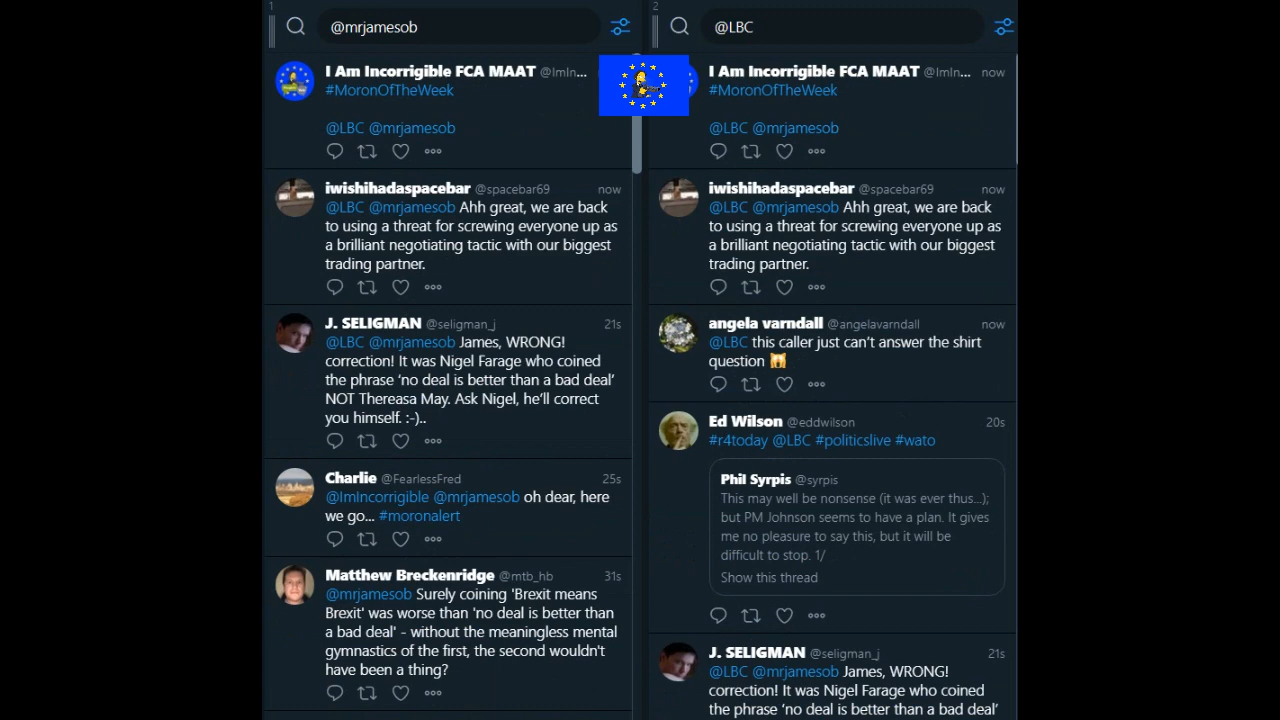 1
@mrjamesob
I Am Incorrigible FCA MAAT @ImIn...
#MoronOfTheWeek
@LBC @mrjamesob
iwishihadaspacebar @spacebar69 now
@LBC @mrjamesob Ahh great, we are back
to using a threat for screwing everyone up as
a brilliant negotiating tactic with our biggest
trading partner.
J. SELIGMAN @seligman_j 21s
@LBC @mrjamesob James, WRONG!
correction! It was Nigel Farage who coined
the phrase ‘no deal is better than a bad deal’
NOT Thereasa May. Ask Nigel, he’ll correct
you himself. :-)..
Charlie @FearlessFred 25s
@ImIncorrigible @mrjamesob oh dear, here
we go... #moronalert
Matthew Breckenridge @mtb_hb 31s
@mrjamesob Surely coining 'Brexit means
Brexit' was worse than 'no deal is better than
a bad deal' - without the meaningless mental
gymnastics of the first, the second wouldn't
have been a thing?
2
@LBC
I Am Incorrigible FCA MAAT @ImIn... now
#MoronOfTheWeek
@LBC @mrjamesob
iwishihadaspacebar @spacebar69 now
@LBC @mrjamesob Ahh great, we are back
to using a threat for screwing everyone up as
a brilliant negotiating tactic with our biggest
trading partner.
angela varndall @angelavarndall now
@LBC this caller just can’t answer the shirt
question 🙀
Ed Wilson @eddwilson 20s
#r4today @LBC #politicslive #wato
Phil Syrpis @syrpis
This may well be nonsense (it was ever thus...);
but PM Johnson seems to have a plan. It gives
me no pleasure to say this, but it will be
difficult to stop. 1/
Show this thread
J. SELIGMAN @seligman_j 21s
@LBC @mrjamesob James, WRONG!
correction! It was Nigel Farage who coined
the phrase ‘no deal is better than a bad deal’